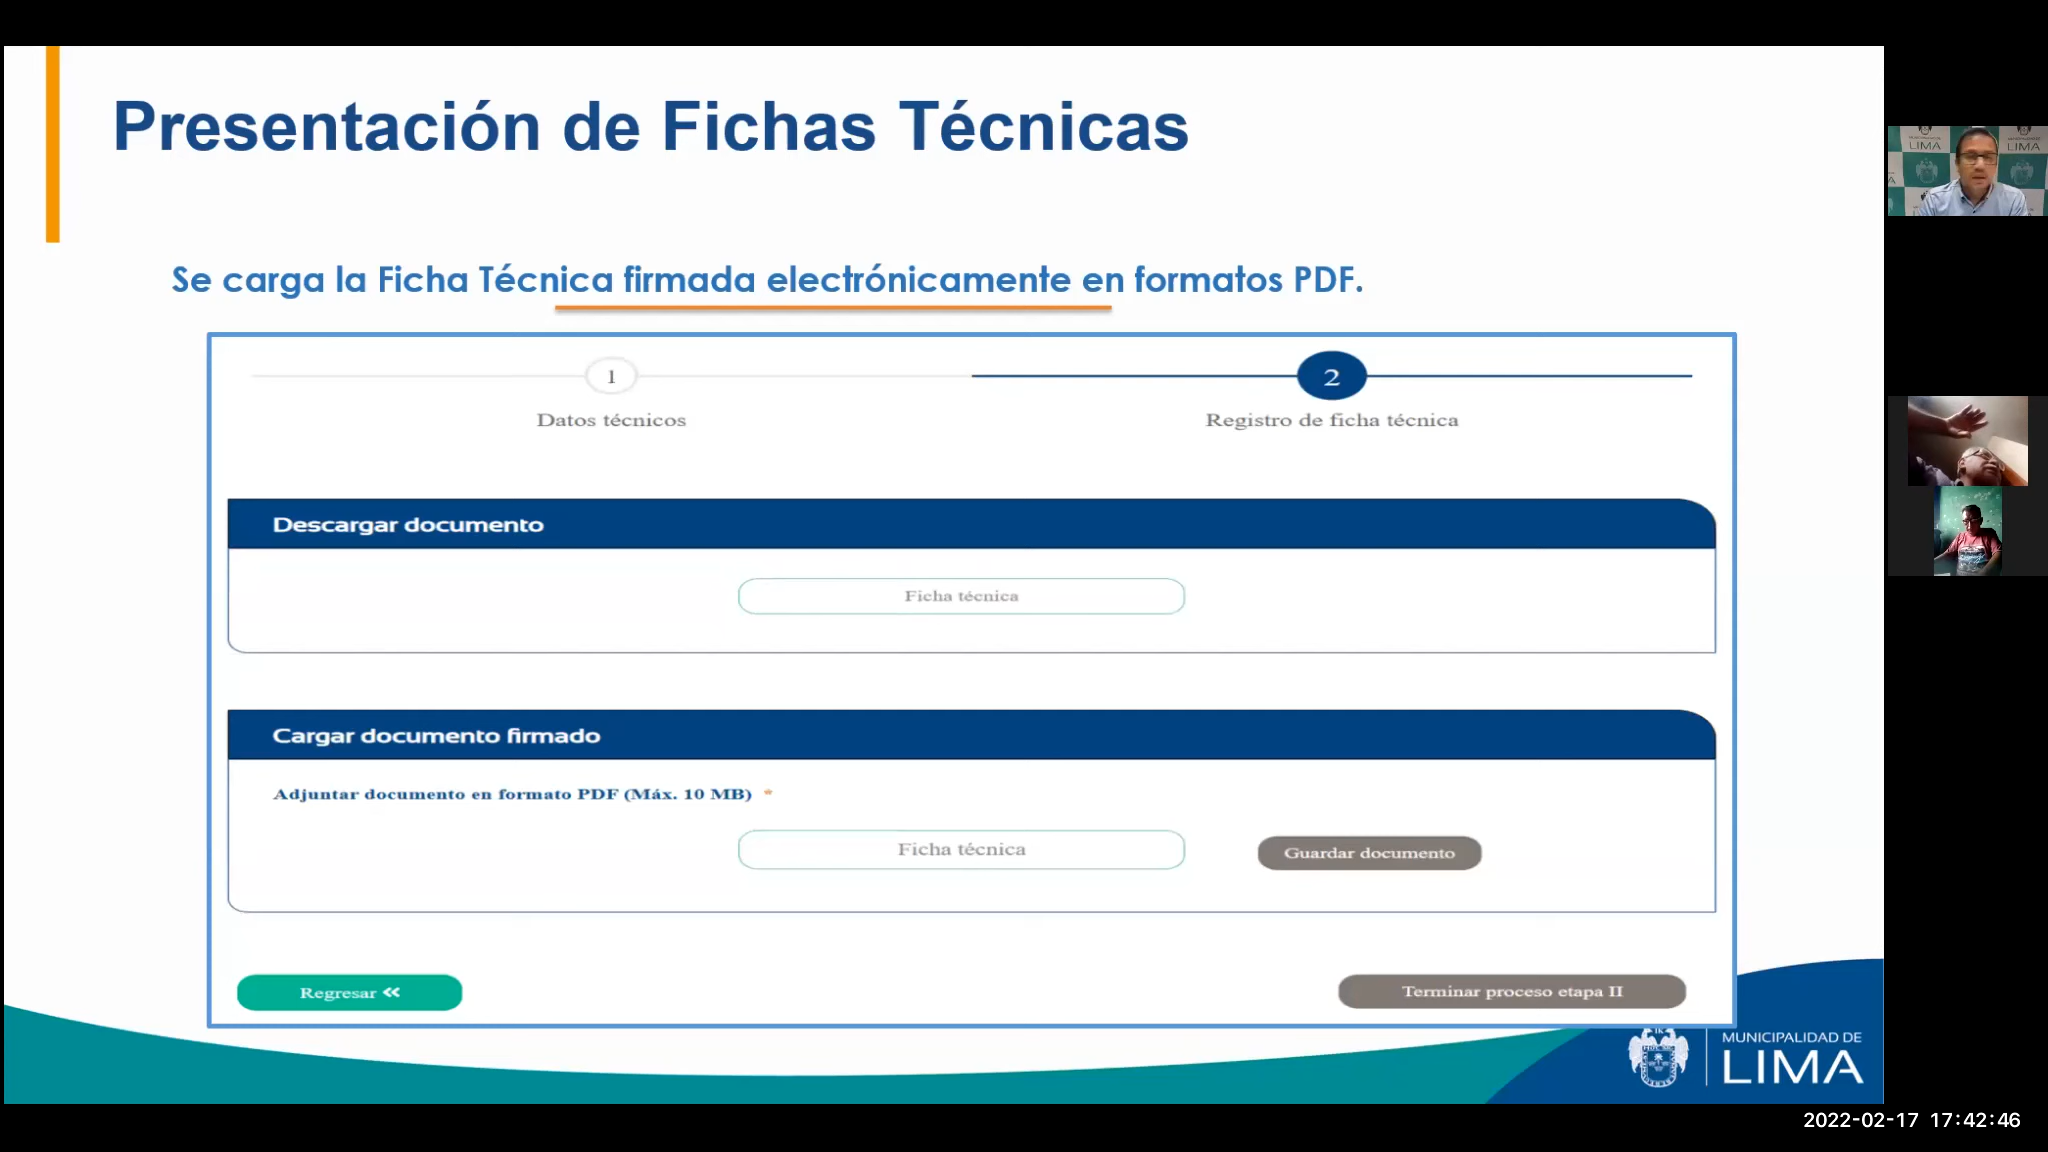 Presentación de Fichas Técnicas
Se carga la Ficha Técnica firmada electrónicamente en formatos PDF.
1
2
Datos técnicos
Registro de ficha técnica
Descargar documento
Ficha técnica
Cargar documento firmado
Adjuntar documento en formato PDF (Máx. 10 MB) *
Ficha técnica
Guardar documento
Regresar
Terminar proceso etapa II
MUNICIPALIDAD DE
LIMA
LIMA
LIMA
2022-02-17 17:42:46